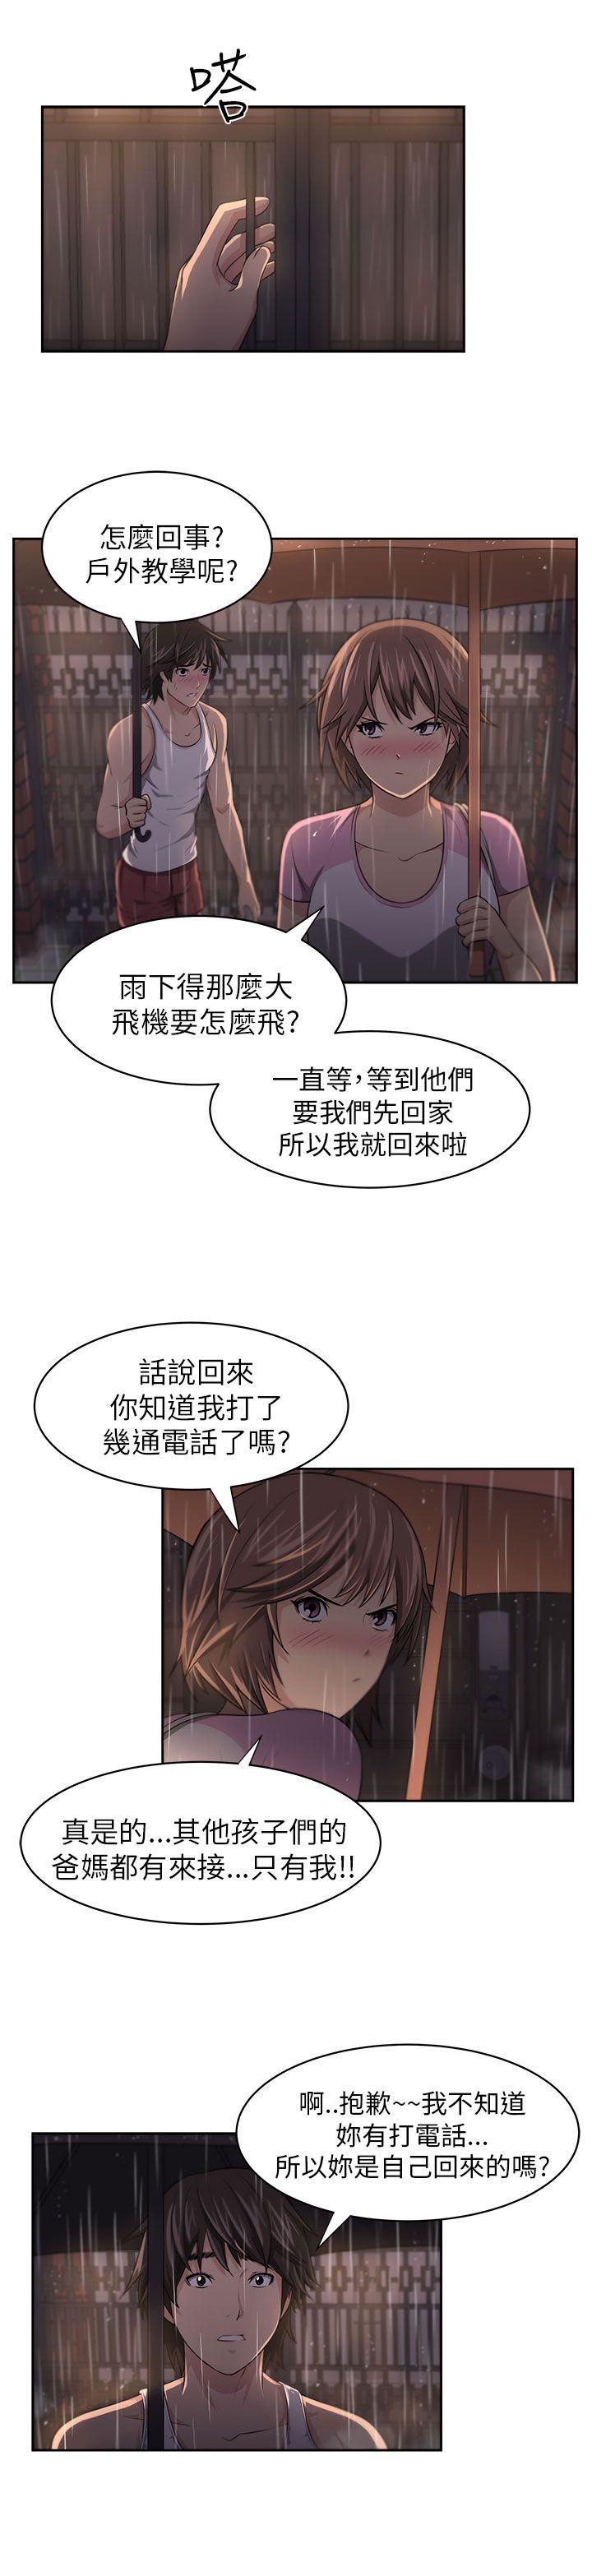 嗒
怎麼回事?
戶外教學呢?
雨下得那麼大
飛機要怎麼飛?
一直等,等到他們
要我們先回家
所以我就回來啦
話說回來
你知道我打了
幾通電話了嗎?
真是的...其他孩子們的
爸媽都有來接...只有我!!
啊..抱歉~~我不知道
妳有打電話...
所以妳是自己回來的嗎?